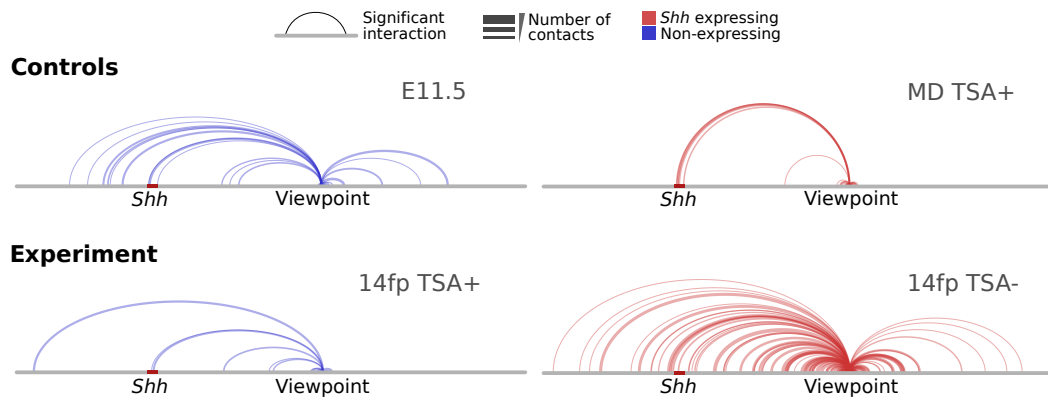 Significant
interaction
Number of
contacts
Shh expressing
Non-expressing
Controls
E11.5
MD TSA+
Shh
Viewpoint
Shh
Viewpoint
Experiment
14fp TSA+
14fp TSA-
Shh
Viewpoint
Shh
Viewpoint